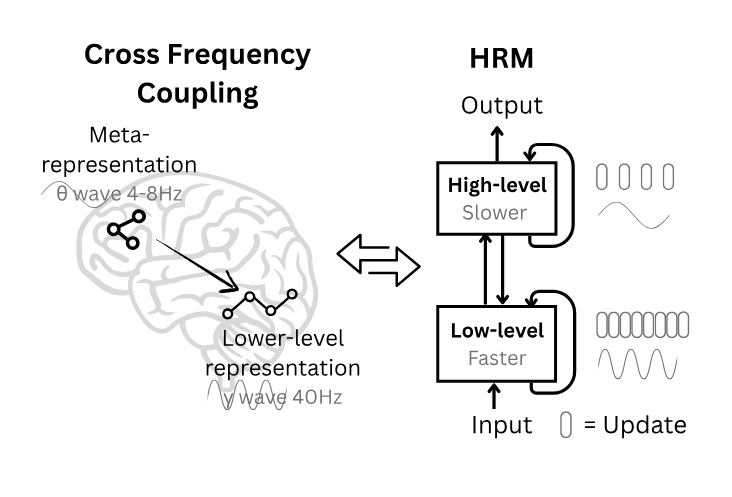 Cross Frequency
Coupling
Meta-
representation
θ wave 4-8Hz
Lower-level
representation
γ wave 40Hz
HRM
Output
High-level
Slower
Low-level
Faster
Input
= Update